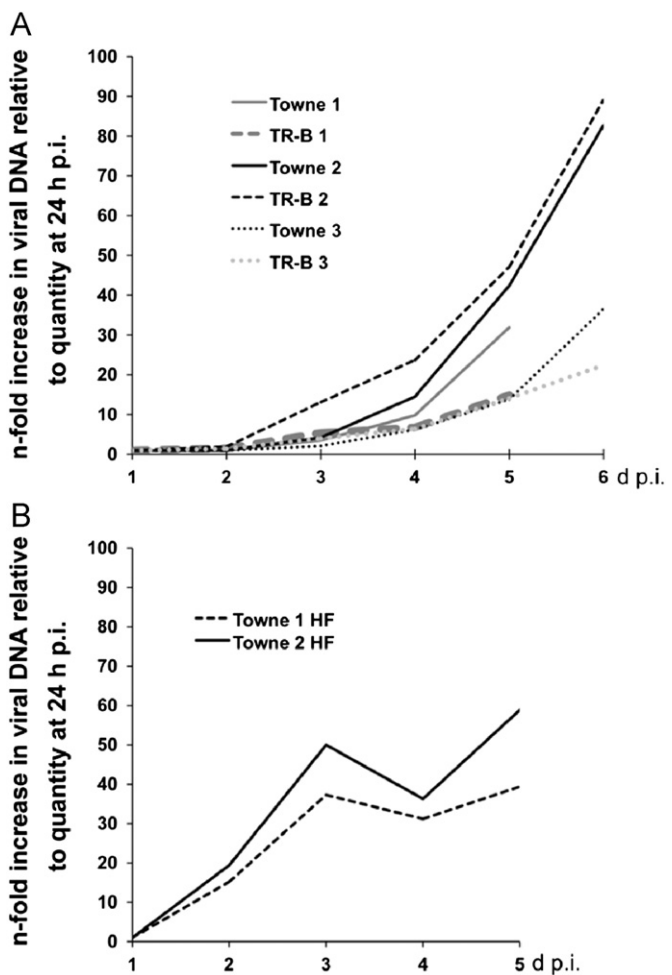 A
n-fold increase in viral DNA relative
to quantity at 24 h p.i.
100
90
80
70
60
50
40
30
20
10
0
Towne 1
TR-B 1
Towne 2
TR-B 2
Towne 3
TR-B 3
1 2 3 4 5 6 d p.i.
B
n-fold increase in viral DNA relative
to quantity at 24 h p.i.
100
90
80
70
60
50
40
30
20
10
0
Towne 1 HF
Towne 2 HF
1 2 3 4 5 d p.i.